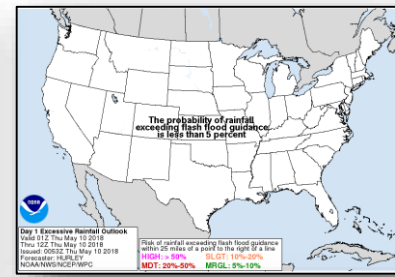 The probability of rainfall
exceeding flash flood guidance
is less than 5 percent
NOAA
Day 1 Excessive Rainfall Outlook
Valid 01Z Thu May 10 2018
Thru 12Z Thu May 10 2018
Issued: 0053Z Thu May 10 2018
Forecaster: HURLEY
NOAA/NWS/NCEP/WPC
Risk of rainfall exceeding flash flood guidance
within 25 miles of a point to the right of a line
HIGH: > 50% SLGT: 10%-20%
MDT: 20%-50% MRGL: 5%-10%